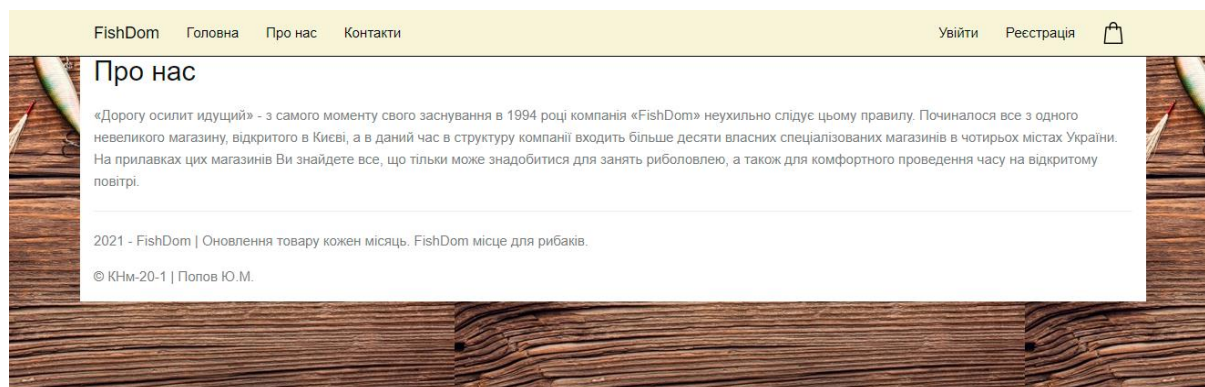 FishDom Головна Про нас Контакти Увійти Реєстрація
Про нас
«Дорогу осилит идущий» - з самого моменту свого заснування в 1994 році компанія «FishDom» неухильно слідує цьому правилу. Починалося все з одного
невеликого магазину, відкритого в Києві, а в даний час в структуру компанії входить більше десяти власних спеціалізованих магазинів в чотирьох містах України.
На прилавках цих магазинів Ви знайдете все, що тільки може знадобитися для занять риболовлею, а також для комфортного проведення часу на відкритому
повітрі.
2021 - FishDom | Оновлення товару кожен місяць. FishDom місце для рибаків.
© КНм-20-1 | Попов Ю.М.